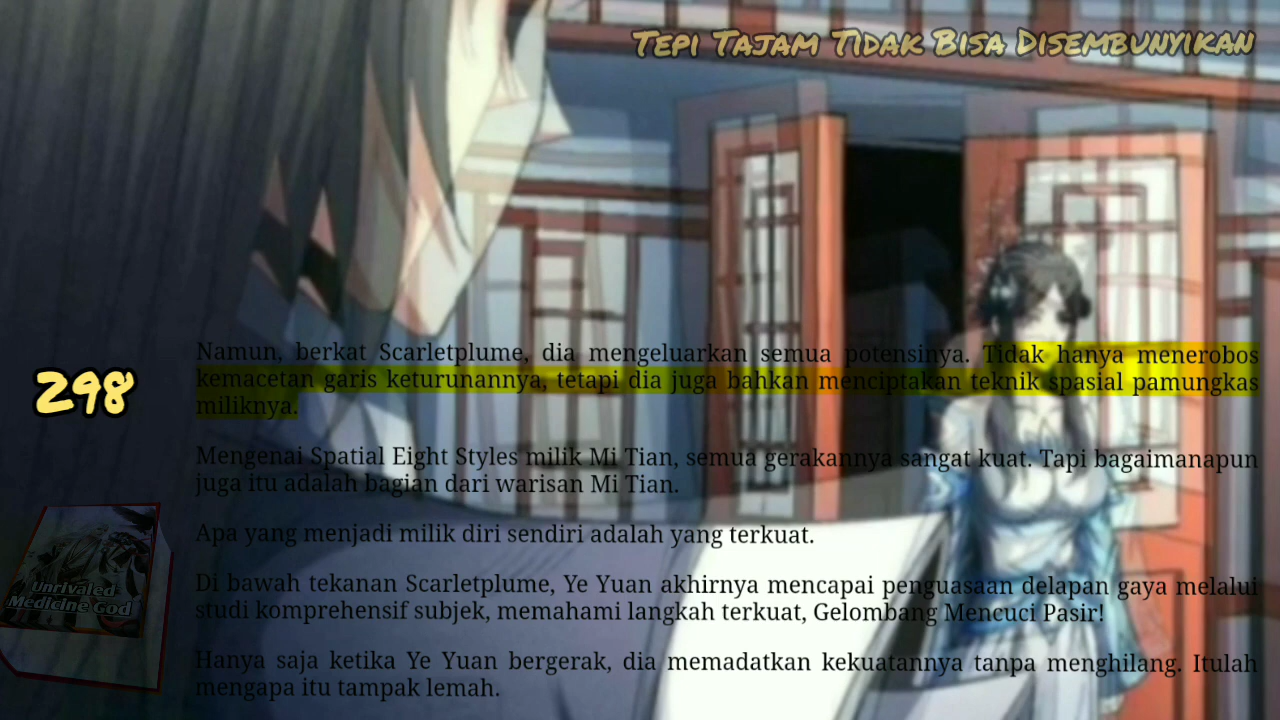 Tepi Tajam Tidak Bisa Disembunyikan
Namun, berkat Scarletplume, dia mengeluarkan semua potensinya. Tidak hanya menerobos
kemacetan garis keturunannya, tetapi dia juga bahkan menciptakan teknik spasial pamungkas
miliknya.
298
Mengenai Spatial Eight Styles milik Mi Tian, semua gerakannya sangat kuat. Tapi bagaimanapun
juga itu adalah bagian dari warisan Mi Tian.
Apa yang menjadi milik diri sendiri adalah yang terkuat.
Di bawah tekanan Scarletplume, Ye Yuan akhirnya mencapai penguasaan delapan gaya melalui
studi komprehensif subjek, memahami langkah terkuat, Gelombang Mencuci Pasir!
Unrivaled
Medicine God
Hanya saja ketika Ye Yuan bergerak, dia memadatkan kekuatannya tanpa menghilang. Itulah
mengapa itu tampak lemah.